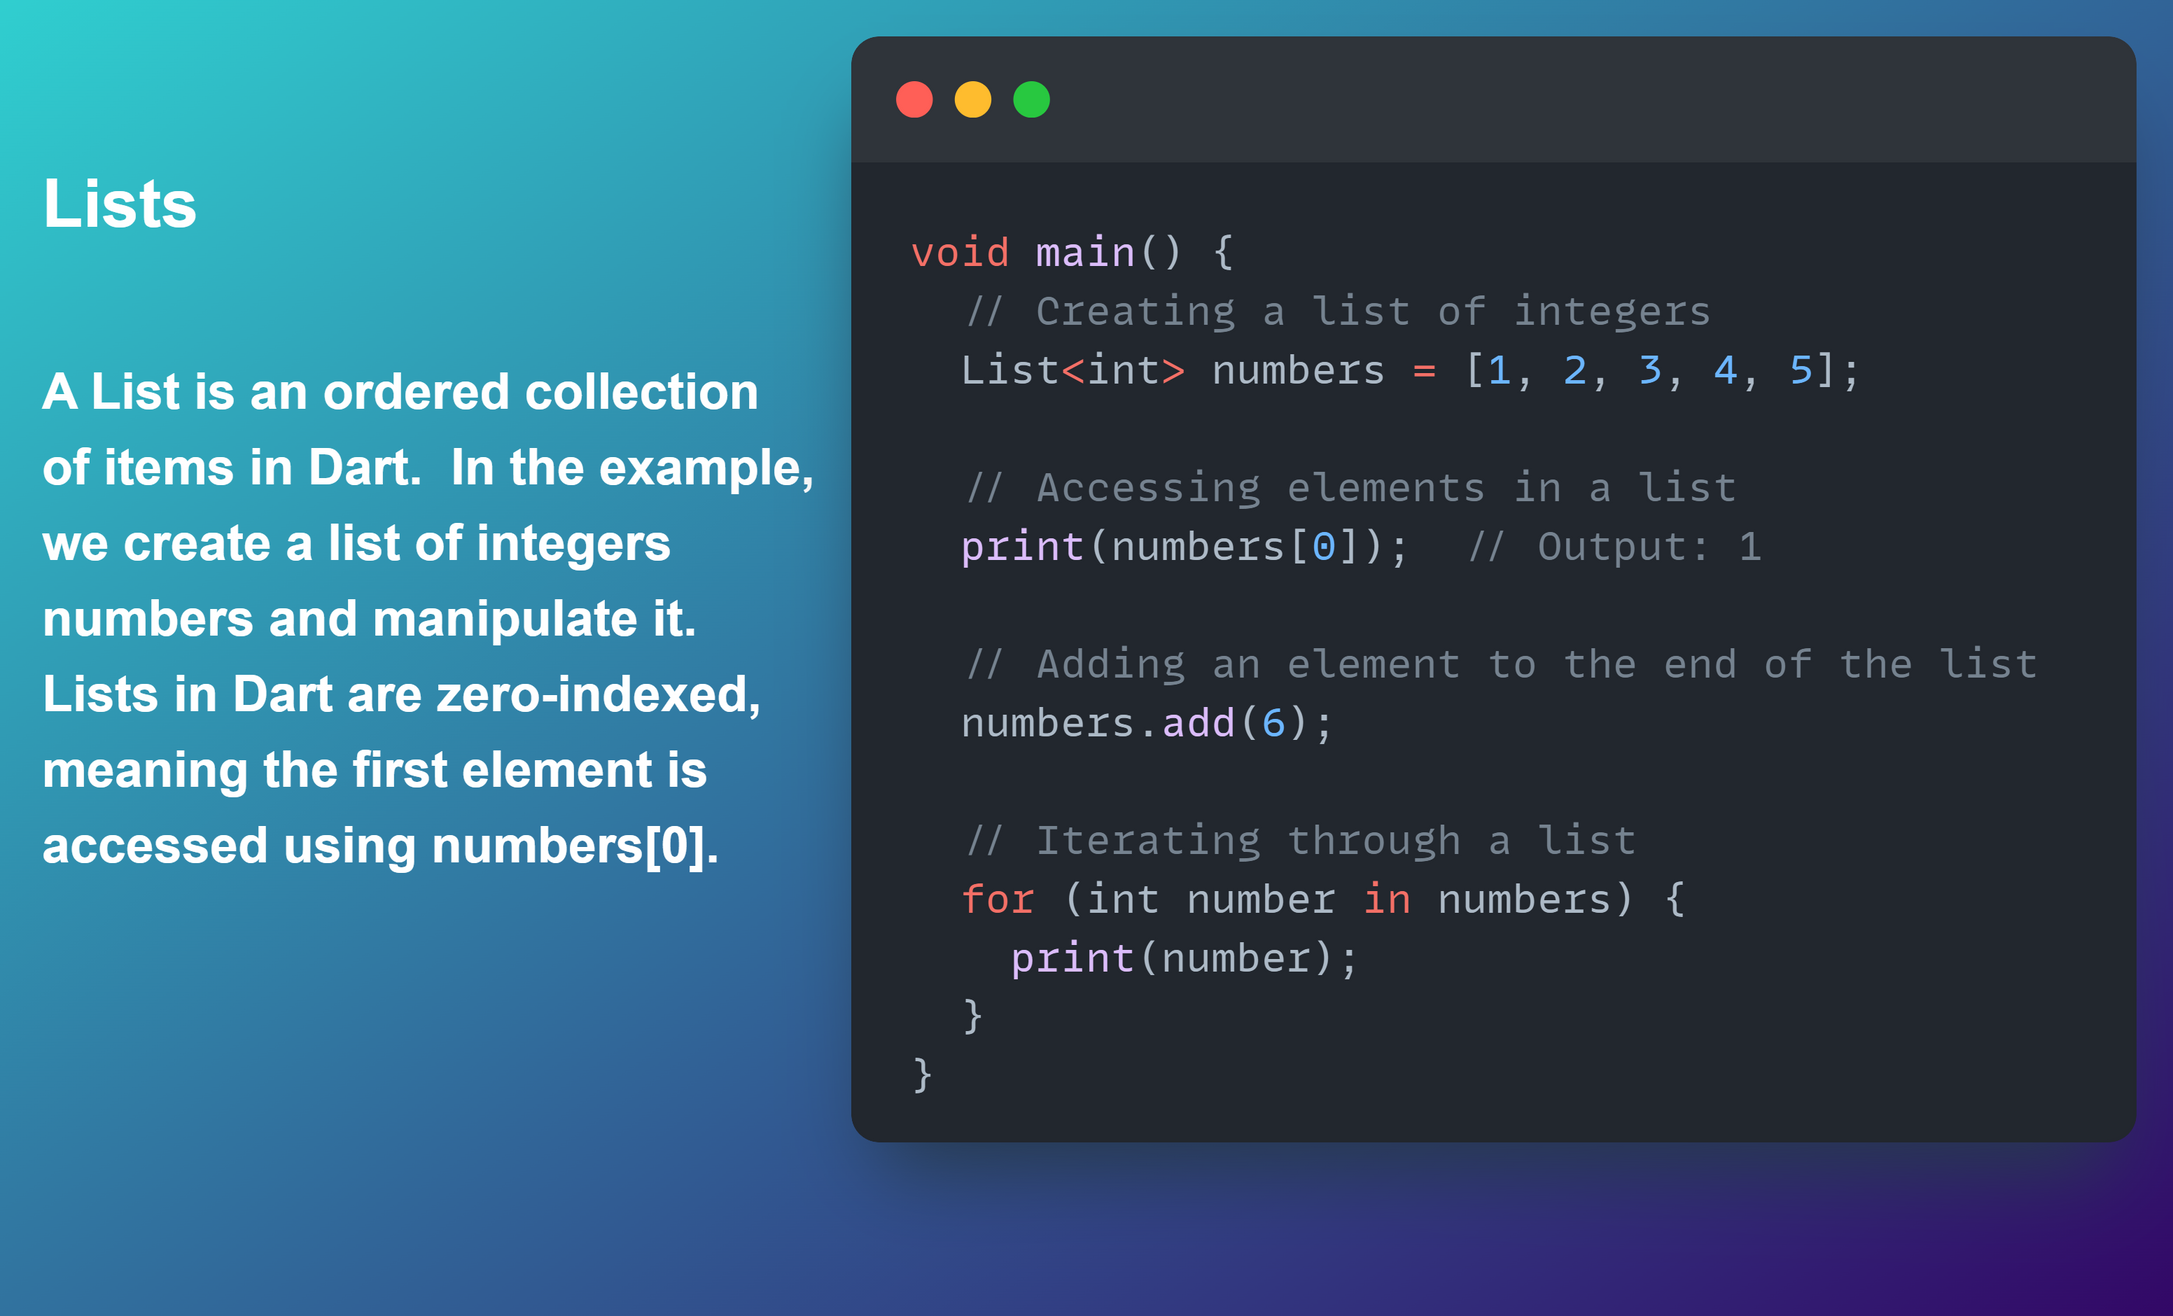 Lists
A List is an ordered collection
of items in Dart.  In the example,
we create a list of integers
numbers and manipulate it.
Lists in Dart are zero-indexed,
meaning the first element is
accessed using numbers[0].
void main() {
  // Creating a list of integers
  List<int> numbers = [1, 2, 3, 4, 5];

  // Accessing elements in a list
  print(numbers[0]);  // Output: 1

  // Adding an element to the end of the list
  numbers.add(6);

  // Iterating through a list
  for (int number in numbers) {
    print(number);
  }
}